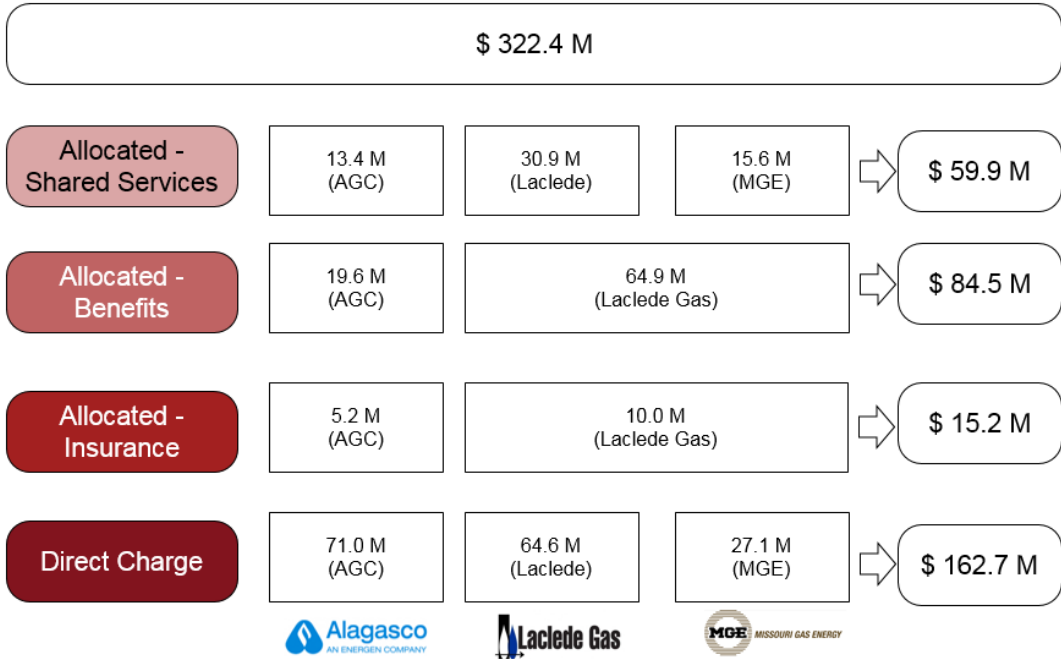 $ 322.4 M
Allocated -
Shared Services
13.4 M
(AGC)
30.9 M
(Laclede)
15.6 M
(MGE)
$ 59.9 M
Allocated -
Benefits
19.6 M
(AGC)
64.9 M
(Laclede Gas)
$ 84.5 M
Allocated -
Insurance
5.2 M
(AGC)
10.0 M
(Laclede Gas)
$ 15.2 M
Direct Charge
71.0 M
(AGC)
64.6 M
(Laclede)
27.1 M
(MGE)
$ 162.7 M
Alagasco
AN ENERGEN COMPANY
Laclede Gas
MGE MISSOURI GAS ENERGY